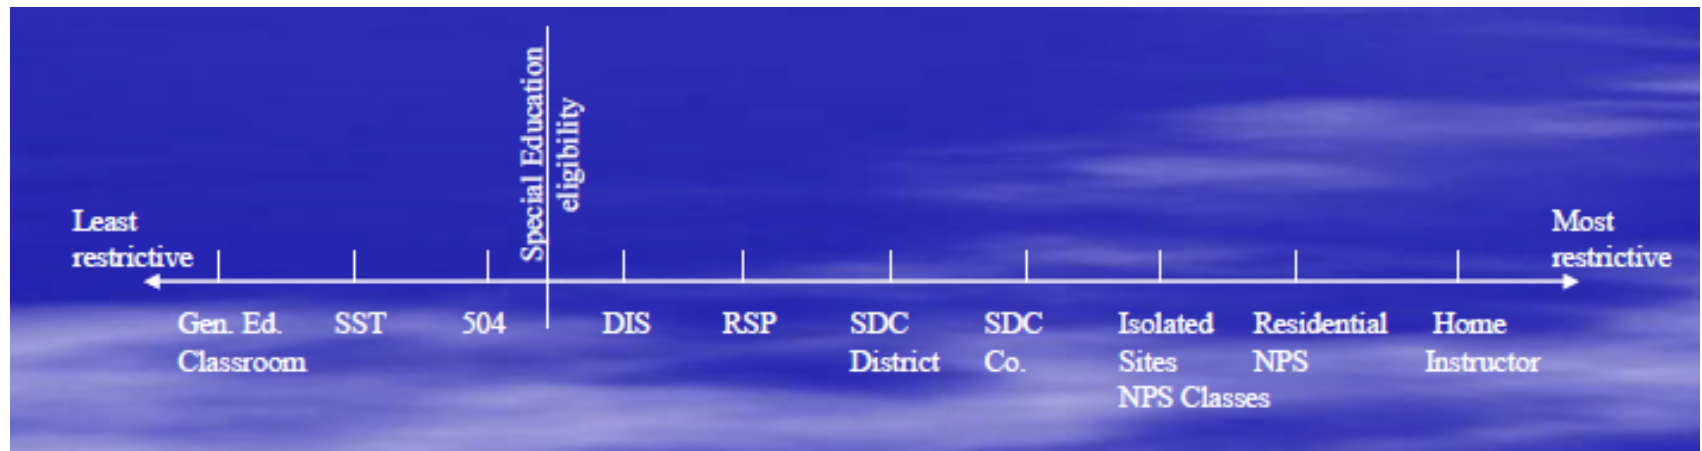 Special Education
eligibility
Least
restrictive
Most
restrictive
Gen. Ed.
Classroom
SST
504
DIS
RSP
SDC
District
SDC
Co.
Isolated
Sites
NPS Classes
Residential
NPS
Home
Instructor